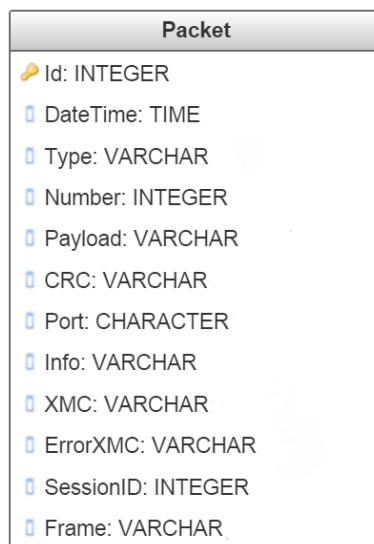 Packet
Id: INTEGER
DateTime: TIME
Type: VARCHAR
Number: INTEGER
Payload: VARCHAR
CRC: VARCHAR
Port: CHARACTER
Info: VARCHAR
XMC: VARCHAR
ErrorXMC: VARCHAR
SessionID: INTEGER
Frame: VARCHAR